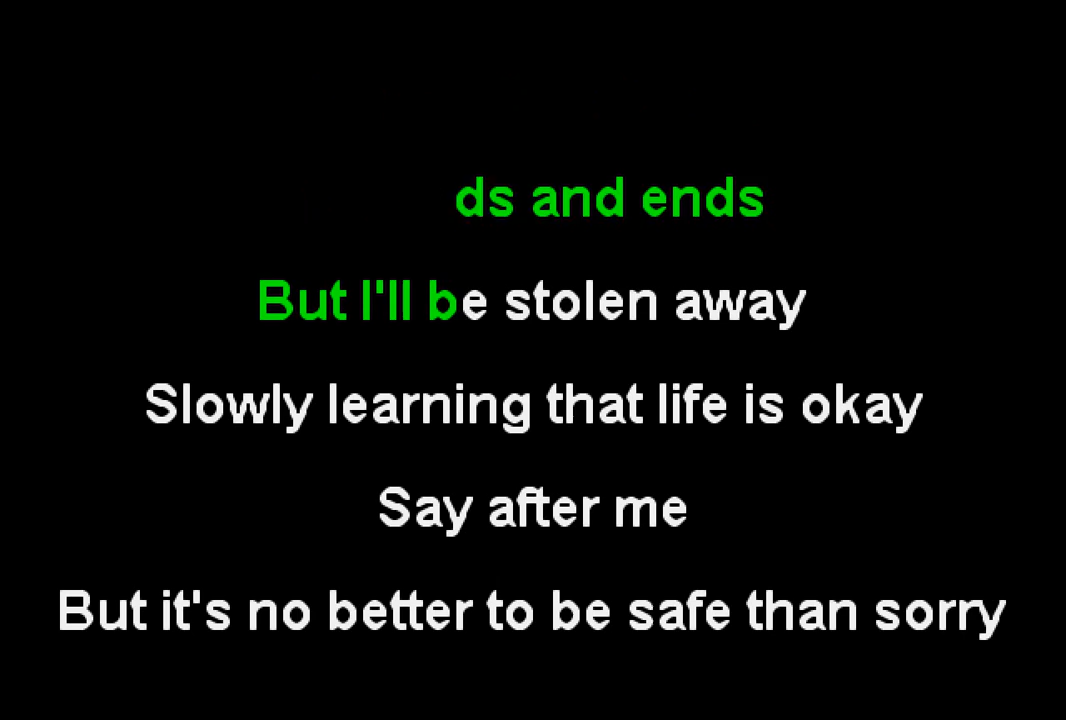 ds and ends
But I'll be stolen away
Slowly learning that life is okay
Say after me
But it's no better to be safe than sorry